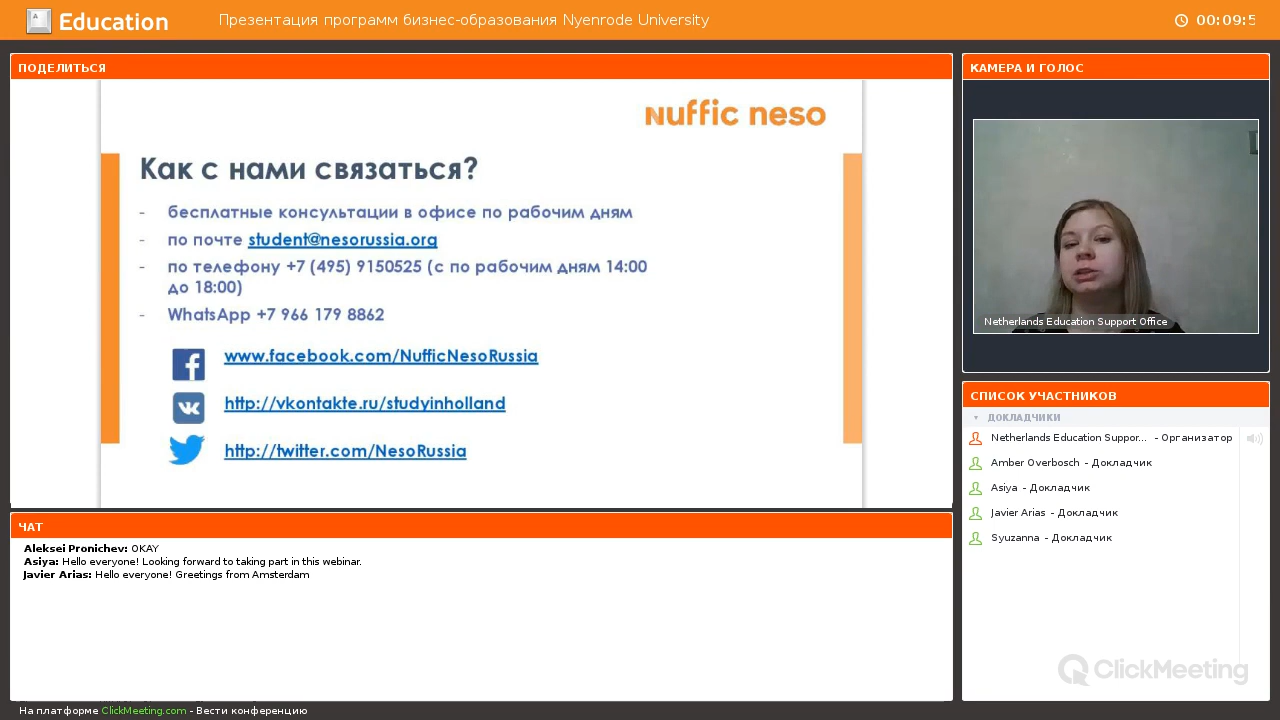 Education
Презентация программ бизнес-образования Nyenrode University
00:09:5
ПОДЕЛИТЬСЯ
Nuffic neso
Как с нами связаться?
- бесплатные консультации в офисе по рабочим дням
- по почте student@nesorussia.org
- по телефону +7 (495) 9150525 (с по рабочим дням 14:00
до 18:00)
- WhatsApp +7 966 179 8862
www.facebook.com/NufficNesoRussia
http://vkontakte.ru/studyinholland
http://twitter.com/NesoRussia
ЧАТ
Aleksei Pronichev: OKAY
Asiya: Hello everyone! Looking forward to taking part in this webinar.
Javier Arias: Hello everyone! Greetings from Amsterdam
КАМЕРА И ГОЛОС
Netherlands Education Support Office
СПИСОК УЧАСТНИКОВ
ДОКЛАДЧИКИ
Netherlands Education Suppor... - Организатор
Amber Overbosch - Докладчик
Asiya - Докладчик
Javier Arias - Докладчик
Syuzanna - Докладчик
ClickMeeting
На платформе ClickMeeting.com - Вести конференцию